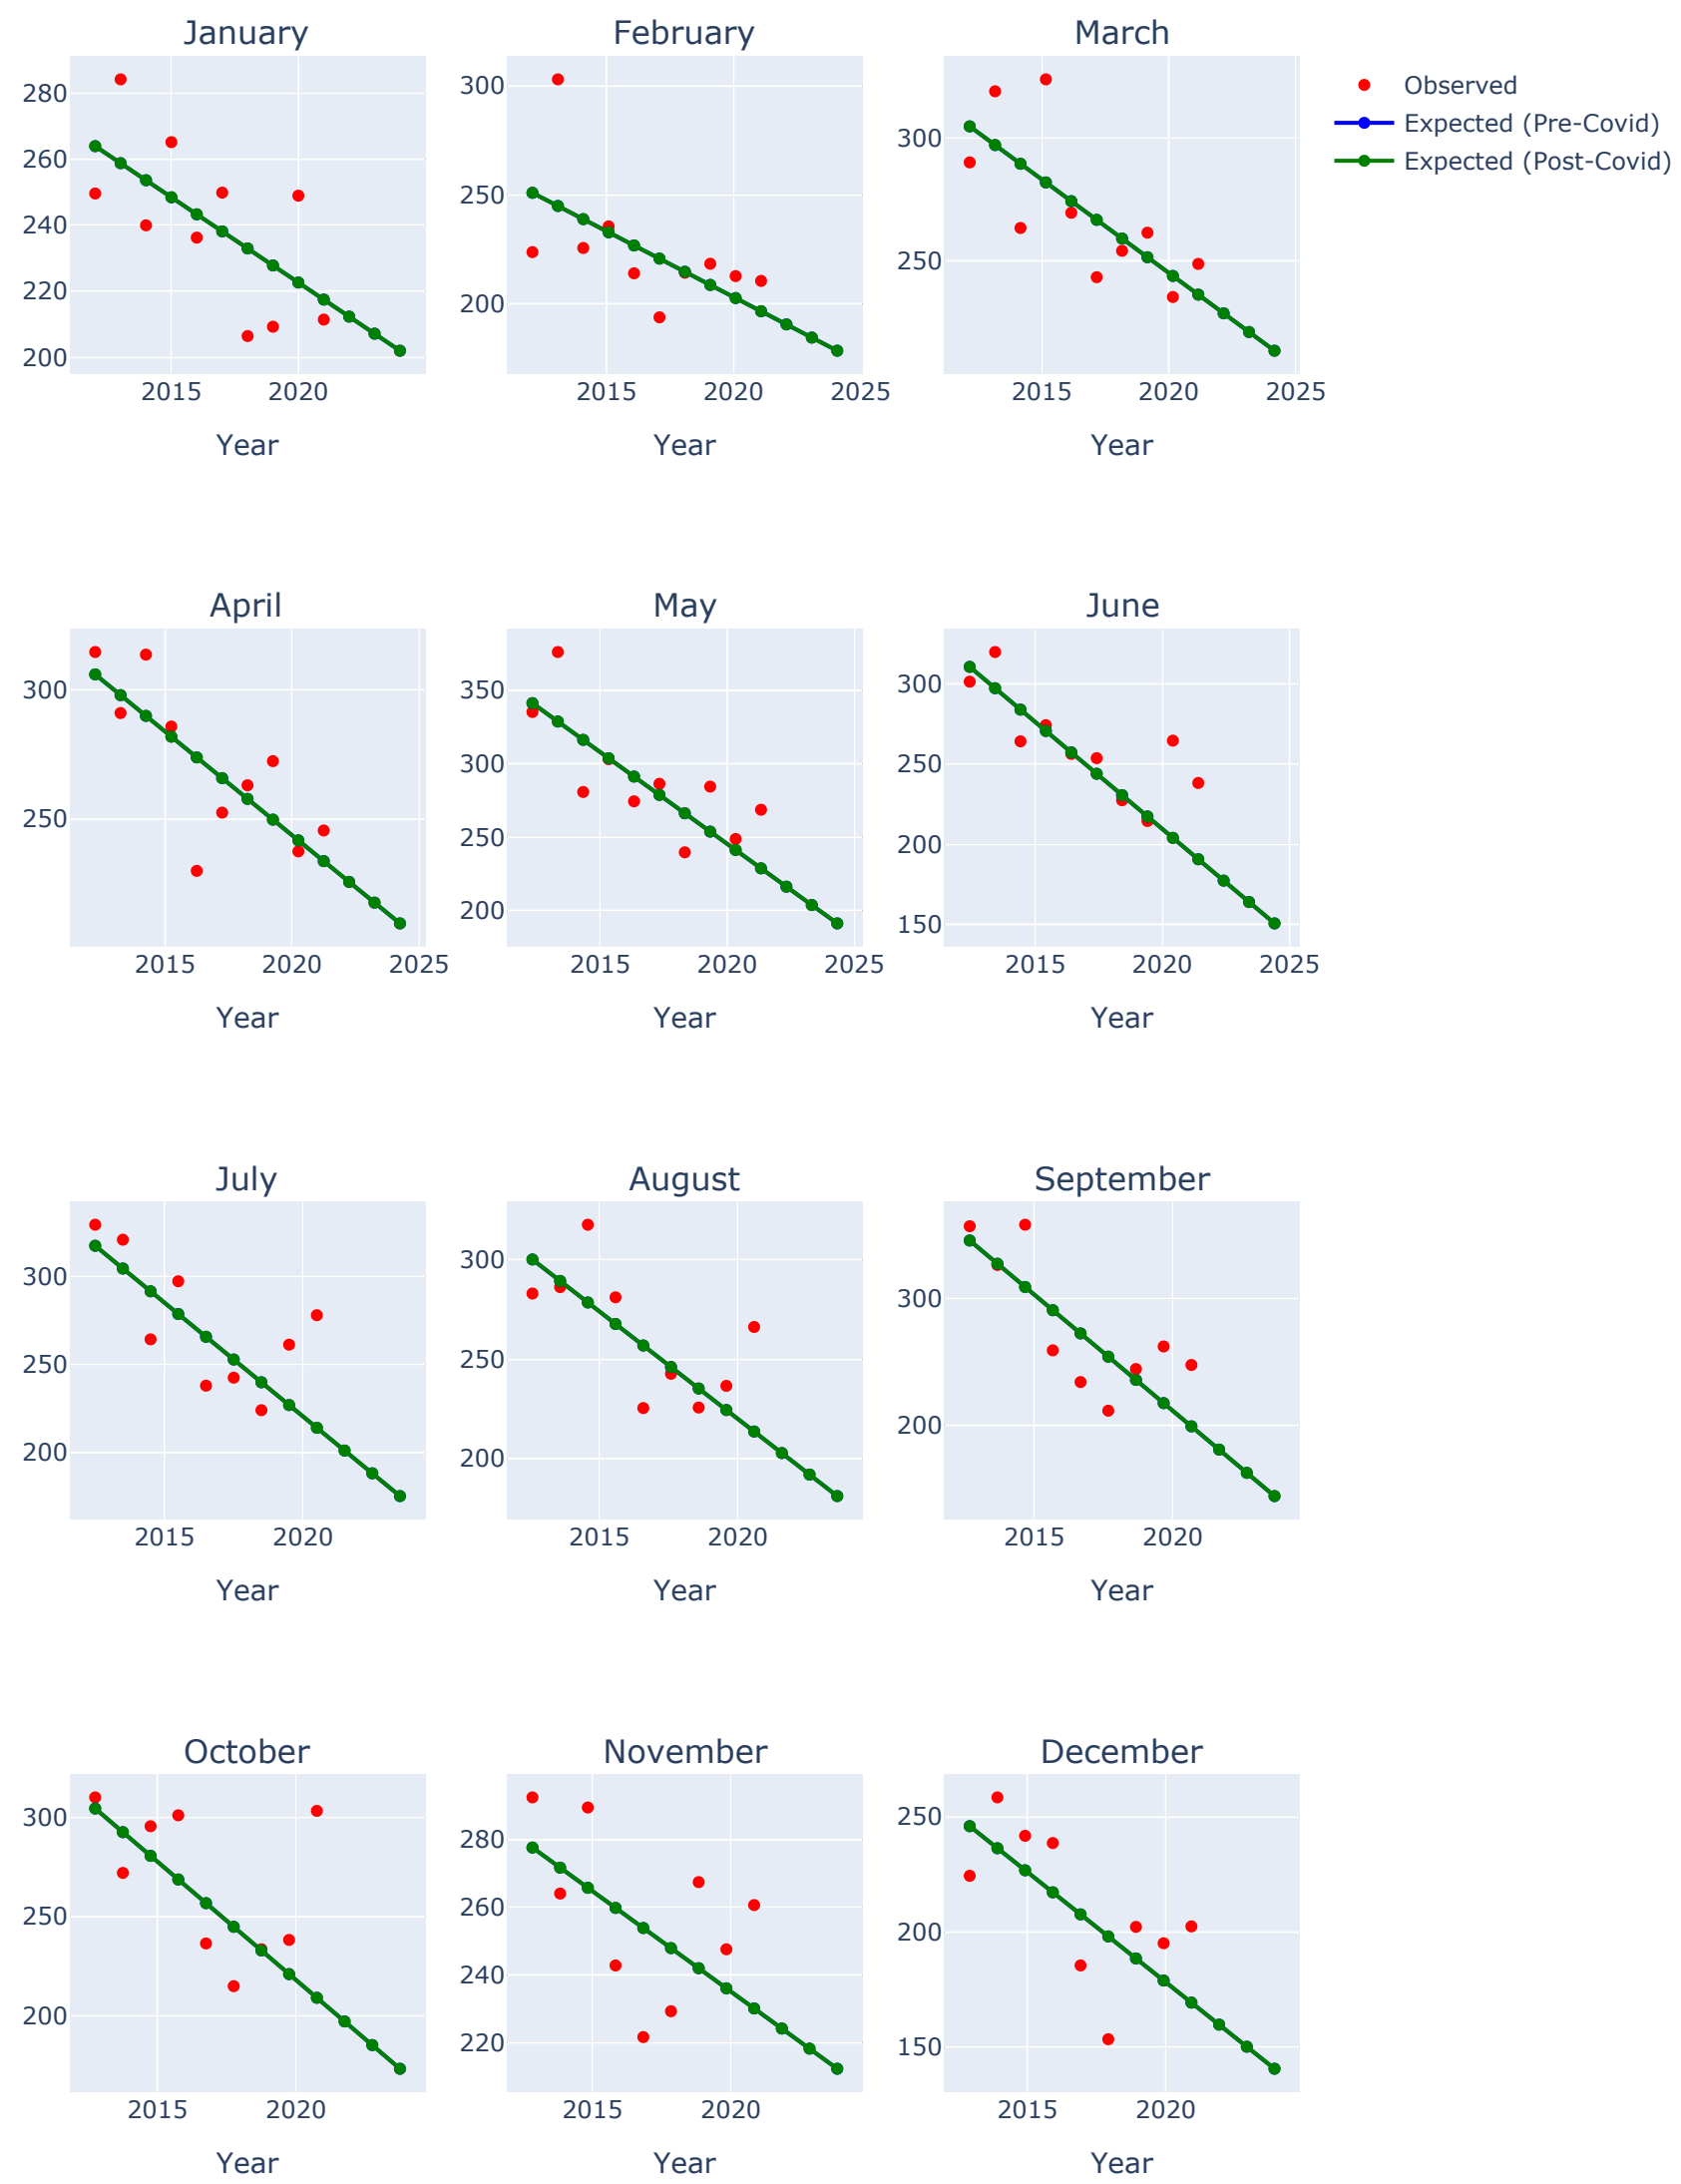 January
February
March
Observed
Expected (Pre-Covid)
Expected (Post-Covid)
280
260
240
220
200
2015
2020
Year
300
250
200
2015
2020
2025
Year
300
250
2015
2020
2025
Year
April
May
June
300
250
2015
2020
2025
Year
350
300
250
200
2015
2020
2025
Year
300
250
200
150
2015
2020
2025
Year
July
August
September
300
250
200
2015
2020
Year
300
250
200
2015
2020
Year
300
200
2015
2020
Year
October
November
December
300
250
200
2015
2020
Year
280
260
240
220
2015
2020
Year
250
200
150
2015
2020
Year